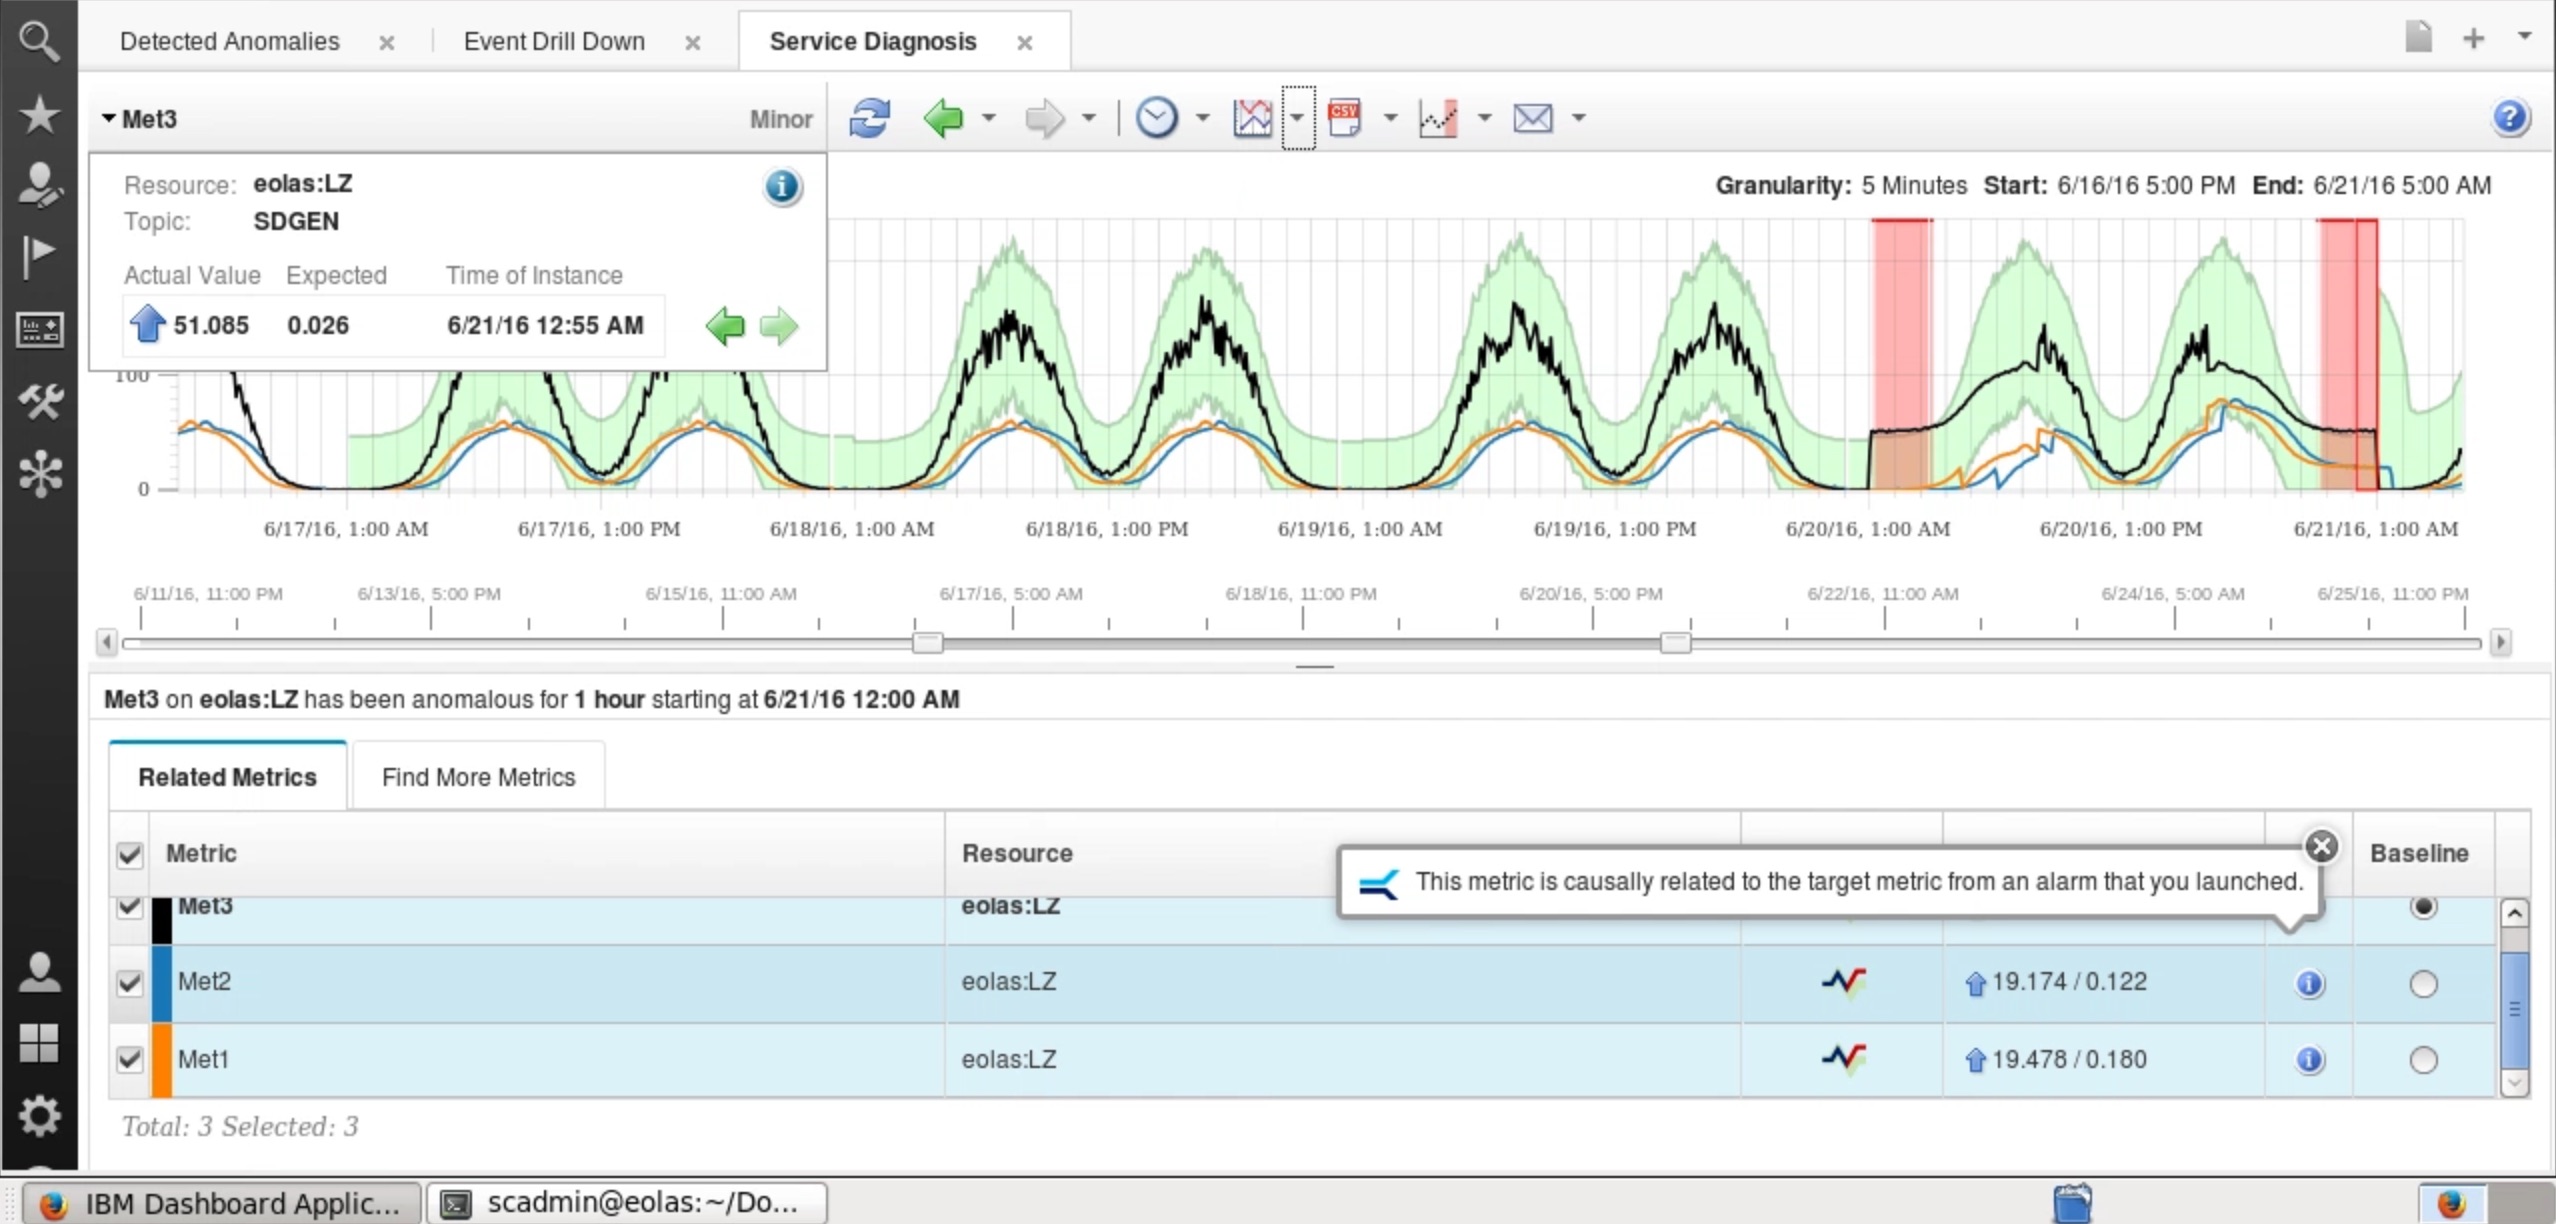 Detected Anomalies
Event Drill Down
Service Diagnosis
Met3 Minor
CSV
Resource: eolas:LZ
Topic: SDGEN
Actual Value Expected Time of Instance
51.085 0.026 6/21/16 12:55 AM
Granularity: 5 Minutes Start: 6/16/16 5:00 PM End: 6/21/16 5:00 AM
100
0
6/17/16, 1:00 AM 6/17/16, 1:00 PM 6/18/16, 1:00 AM 6/18/16, 1:00 PM 6/19/16, 1:00 AM 6/19/16, 1:00 PM 6/20/16, 1:00 AM 6/20/16, 1:00 PM 6/21/16, 1:00 AM
6/11/16, 11:00 PM 6/13/16, 5:00 PM 6/15/16, 11:00 AM 6/17/16, 5:00 AM 6/18/16, 11:00 PM 6/20/16, 5:00 PM 6/22/16, 11:00 AM 6/24/16, 5:00 AM 6/25/16, 11:00 PM
Met3 on eolas:LZ has been anomalous for 1 hour starting at 6/21/16 12:00 AM
Related Metrics Find More Metrics
Metric Resource Baseline
This metric is causally related to the target metric from an alarm that you launched.
Met3 eolas:LZ
Met2 eolas:LZ 19.174 / 0.122
Met1 eolas:LZ 19.478 / 0.180
Total: 3 Selected: 3
IBM Dashboard Applic...
scadmin@eolas:~/Do...